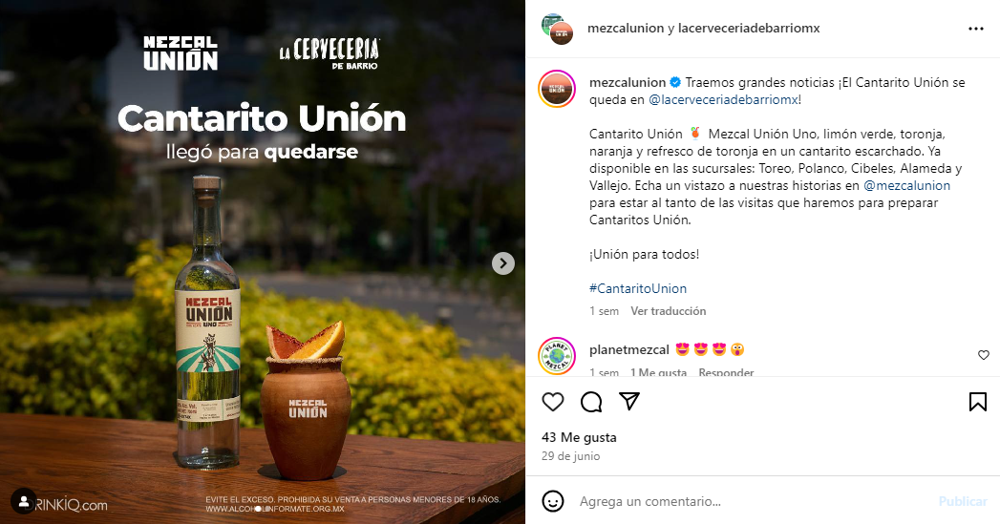 MEZCAL
UNIÓN
LA CERVECERÍA
DE BARRIO
Cantarito Unión
llegó para quedarse
MEZCAL
UNIÓN
UNO
MEZCAL
UNIÓN
RINKiQ.com
EVITE EL EXCESO. PROHIBIDA SU VENTA A PERSONAS MENORES DE 18 AÑOS.
WWW.ALCOHOLINFORMATE.ORG.MX
mezcalunion y lacerveceriadebarriomx
mezcalunion Traemos grandes noticias ¡El Cantarito Unión se
queda en @lacerveceriadebarriomx!
Cantarito Unión 🍹 Mezcal Unión Uno, limón verde, toronja,
naranja y refresco de toronja en un cantarito escarchado. Ya
disponible en las sucursales: Toreo, Polanco, Cibeles, Alameda y
Vallejo. Echa un vistazo a nuestras historias en @mezcalunion
para estar al tanto de las visitas que haremos para preparar
Cantaritos Unión.
¡Unión para todos!
#CantaritoUnion
1 sem Ver traducción
PLANET
MEZCAL
planetmezcal 😍😍😍😱
1 sem 1 Me gusta Responder
43 Me gusta
29 de junio
Agrega un comentario...
Publicar